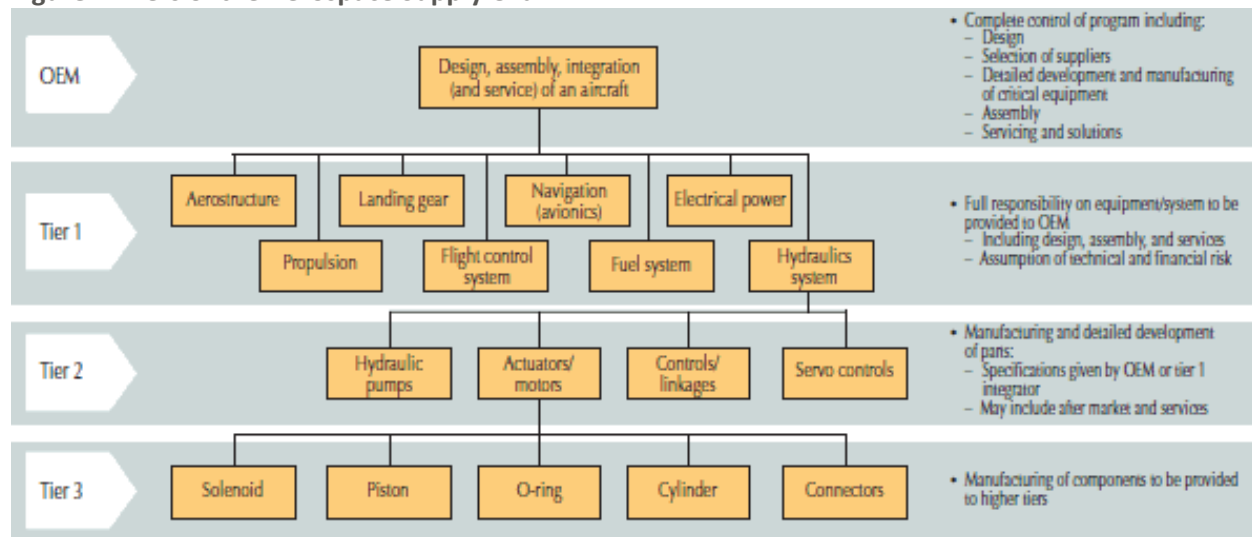 OEM
Design, assembly, integration
(and service) of an aircraft
• Complete control of program including:
– Design
– Selection of suppliers
– Detailed development and manufacturing
of critical equipment
– Assembly
– Servicing and solutions
Tier 1
Aerostructure
Landing gear
Navigation
(avionics)
Electrical power
Propulsion
Flight control
system
Fuel system
Hydraulics
system
• Full responsibility on equipment/system to be
provided to OEM
– Including design, assembly, and services
– Assumption of technical and financial risk
Tier 2
Hydraulic
pumps
Actuators/
motors
Controls/
linkages
Servo controls
• Manufacturing and detailed development
of parts:
– Specifications given by OEM or tier 1
integrator
– May include after market and services
Tier 3
Solenoid
Piston
O-ring
Cylinder
Connectors
• Manufacturing of components to be provided
to higher tiers